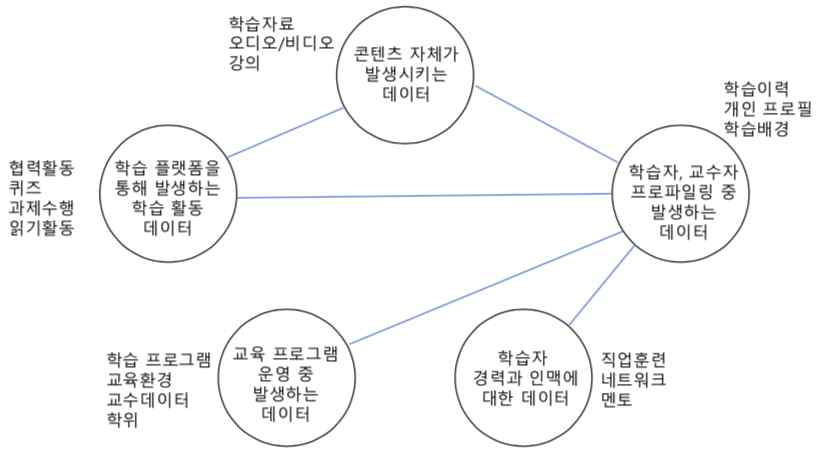 학습자료
오디오/비디오
강의
콘텐츠 자체가
발생시키는
데이터
학습이력
개인 프로필
학습배경
협력활동
퀴즈
과제수행
읽기활동
학습 플랫폼을
통해 발생하는
학습 활동
데이터
학습자, 교수자
프로파일링 중
발생하는
데이터
학습 프로그램
교육환경
교수데이터
학위
교육 프로그램
운영 중
발생하는
데이터
학습자
경력과 인맥에
대한 데이터
직업훈련
네트워크
멘토